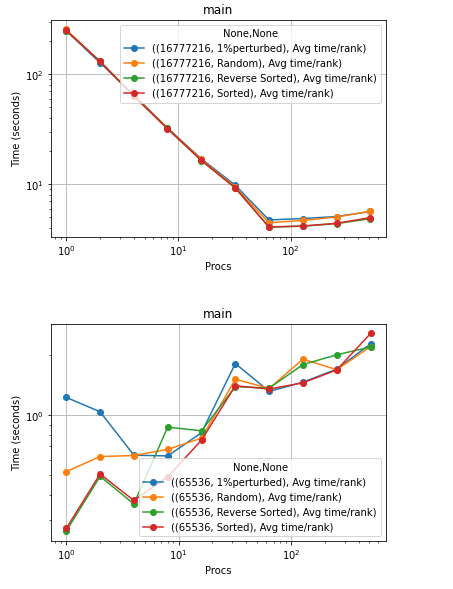 main
None,None
((16777216, 1%perturbed), Avg time/rank)
((16777216, Random), Avg time/rank)
((16777216, Reverse Sorted), Avg time/rank)
((16777216, Sorted), Avg time/rank)
Time (seconds)
10²
10¹
10⁰ 10¹ 10²
Procs
main
Time (seconds)
10⁰
None,None
((65536, 1%perturbed), Avg time/rank)
((65536, Random), Avg time/rank)
((65536, Reverse Sorted), Avg time/rank)
((65536, Sorted), Avg time/rank)
10⁰ 10¹ 10²
Procs